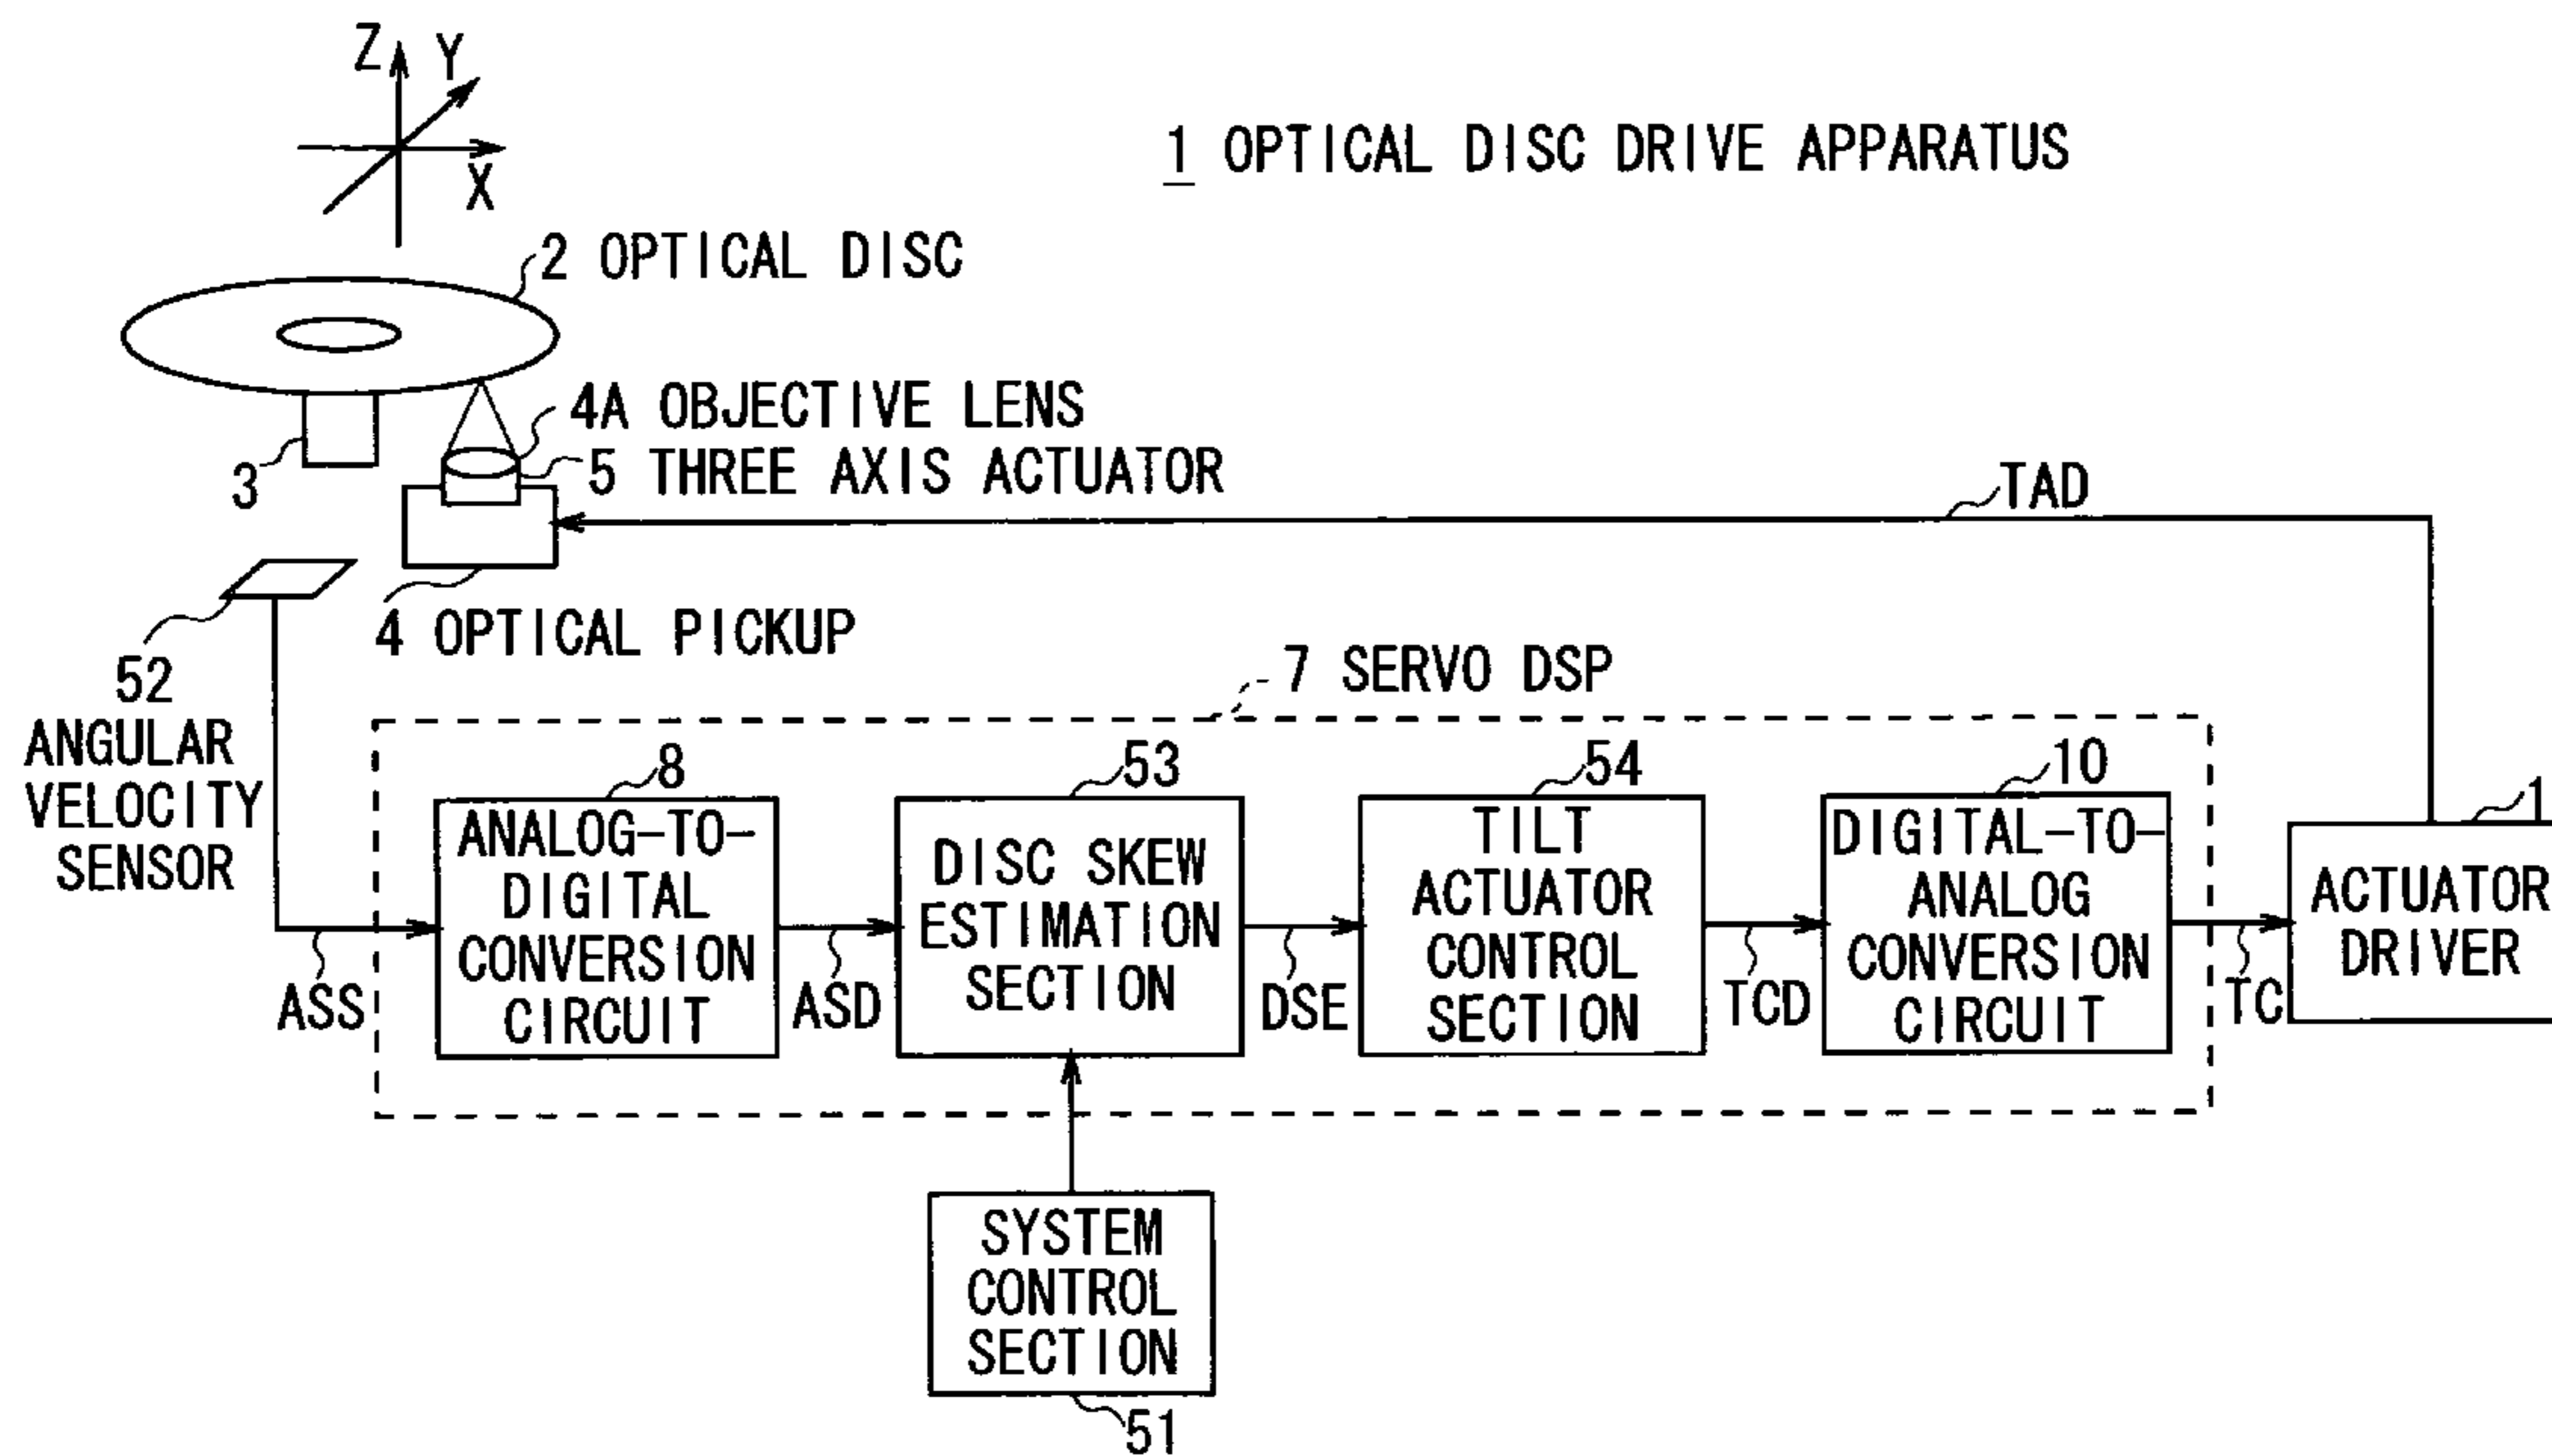 Z Y
X
1 OPTICAL DISC DRIVE APPARATUS
2 OPTICAL DISC
4A OBJECTIVE LENS
5 THREE AXIS ACTUATOR
3
TAD
4 OPTICAL PICKUP
52
ANGULAR
VELOCITY
SENSOR
7 SERVO DSP
8
ANALOG-TO-
DIGITAL
CONVERSION
CIRCUIT
53
DISC SKEW
ESTIMATION
SECTION
54
TILT
ACTUATOR
CONTROL
SECTION
10
DIGITAL-TO-
ANALOG
CONVERSION
CIRCUIT
1
ACTUATOR
DRIVER
ASS
ASD
DSE
TCD
TC
SYSTEM
CONTROL
SECTION
51